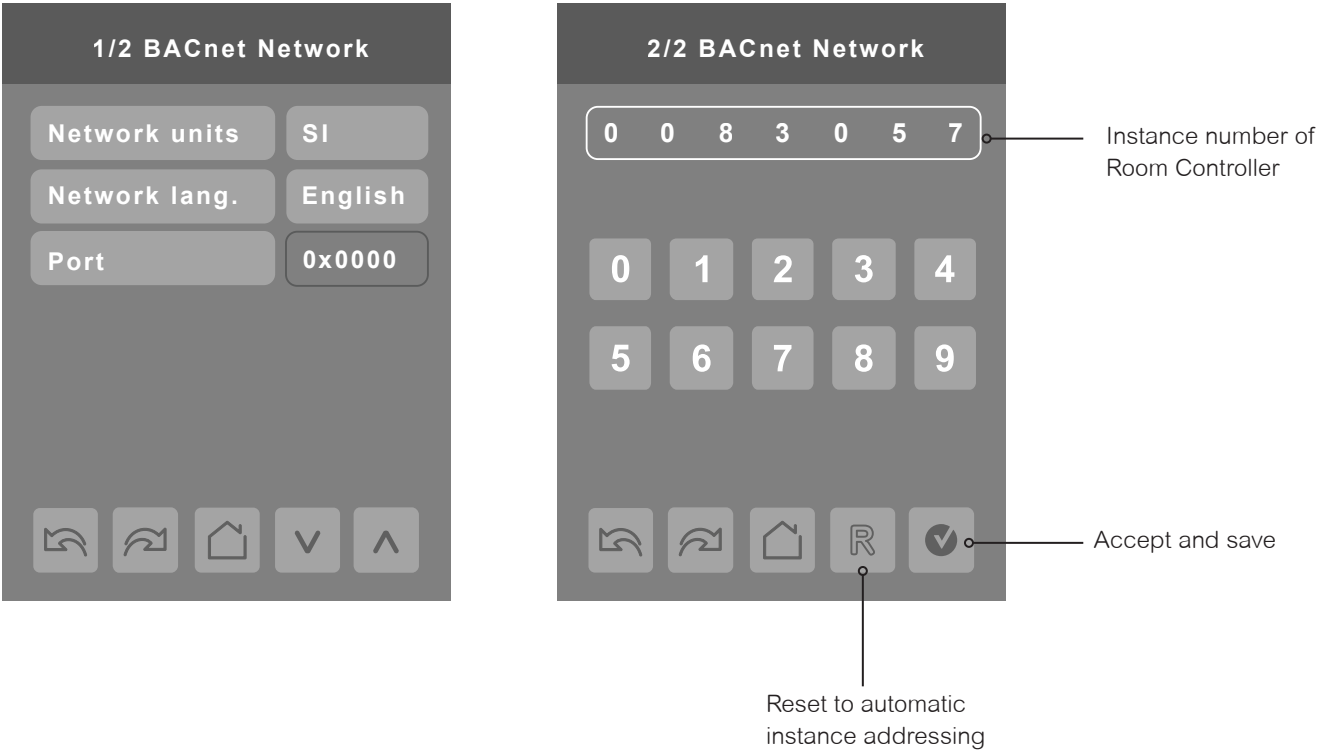 1/2 BACnet Network
Network units SI
Network lang. English
Port 0x0000
2/2 BACnet Network
0 0 8 3 0 5 7
Instance number of
Room Controller
0 1 2 3 4
5 6 7 8 9
R
Accept and save
Reset to automatic
instance addressing